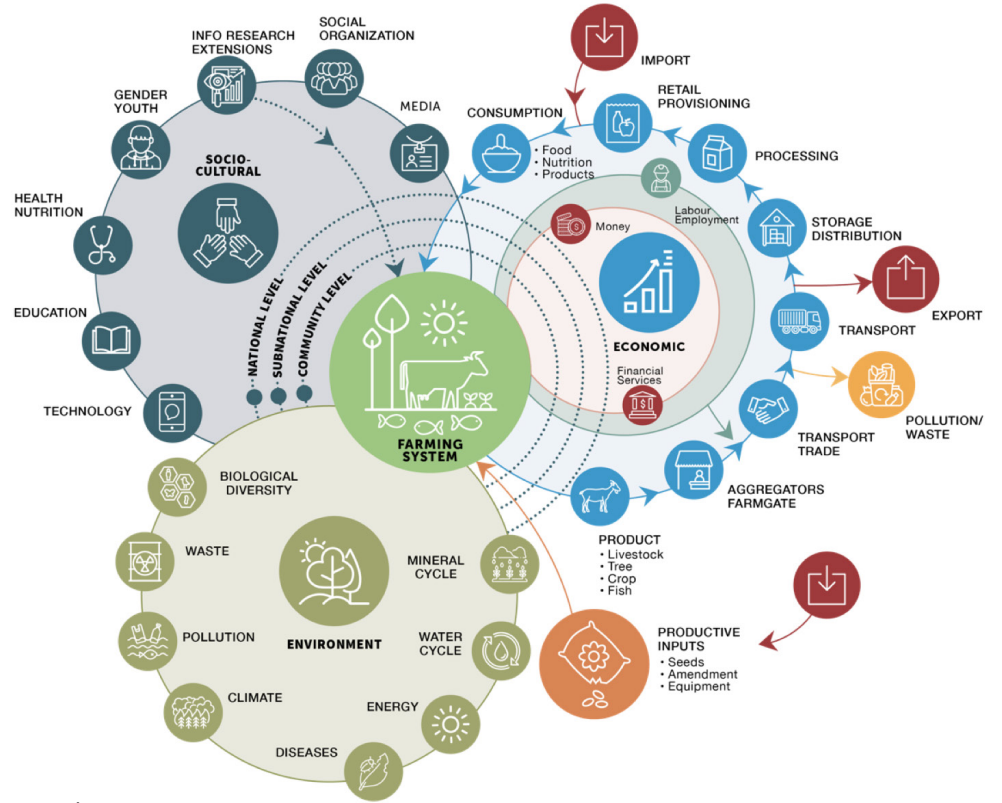 SOCIAL
ORGANIZATION
INFO RESEARCH
EXTENSIONS
GENDER
YOUTH
MEDIA
SOCIO-
CULTURAL
HEALTH
NUTRITION
EDUCATION
TECHNOLOGY
NATIONAL LEVEL
SUBNATIONAL LEVEL
COMMUNITY LEVEL
IMPORT
RETAIL
PROVISIONING
CONSUMPTION
• Food
• Nutrition
• Products
PROCESSING
Labour
Employment
Money
STORAGE
DISTRIBUTION
EXPORT
TRANSPORT
ECONOMIC
Financial
Services
POLLUTION/
WASTE
TRANSPORT
TRADE
AGGREGATORS
FARMGATE
FARMING
SYSTEM
PRODUCT
• Livestock
• Tree
• Crop
• Fish
BIOLOGICAL
DIVERSITY
WASTE
MINERAL
CYCLE
POLLUTION
ENVIRONMENT
WATER
CYCLE
CLIMATE
ENERGY
DISEASES
PRODUCTIVE
INPUTS
• Seeds
• Amendment
• Equipment